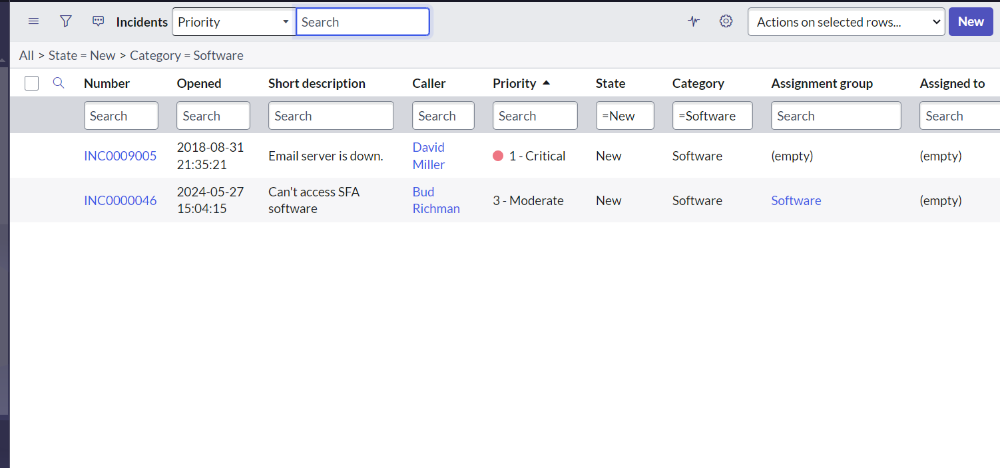 Incidents Priority Search Actions on selected rows... New
All > State = New > Category = Software
Number Opened Short description Caller Priority State Category Assignment group Assigned to
Search Search Search Search Search =New =Software Search Search
INC0009005 2018-08-31 21:35:21 Email server is down. David Miller 1 - Critical New Software (empty) (empty)
INC0000046 2024-05-27 15:04:15 Can't access SFA software Bud Richman 3 - Moderate New Software Software (empty)